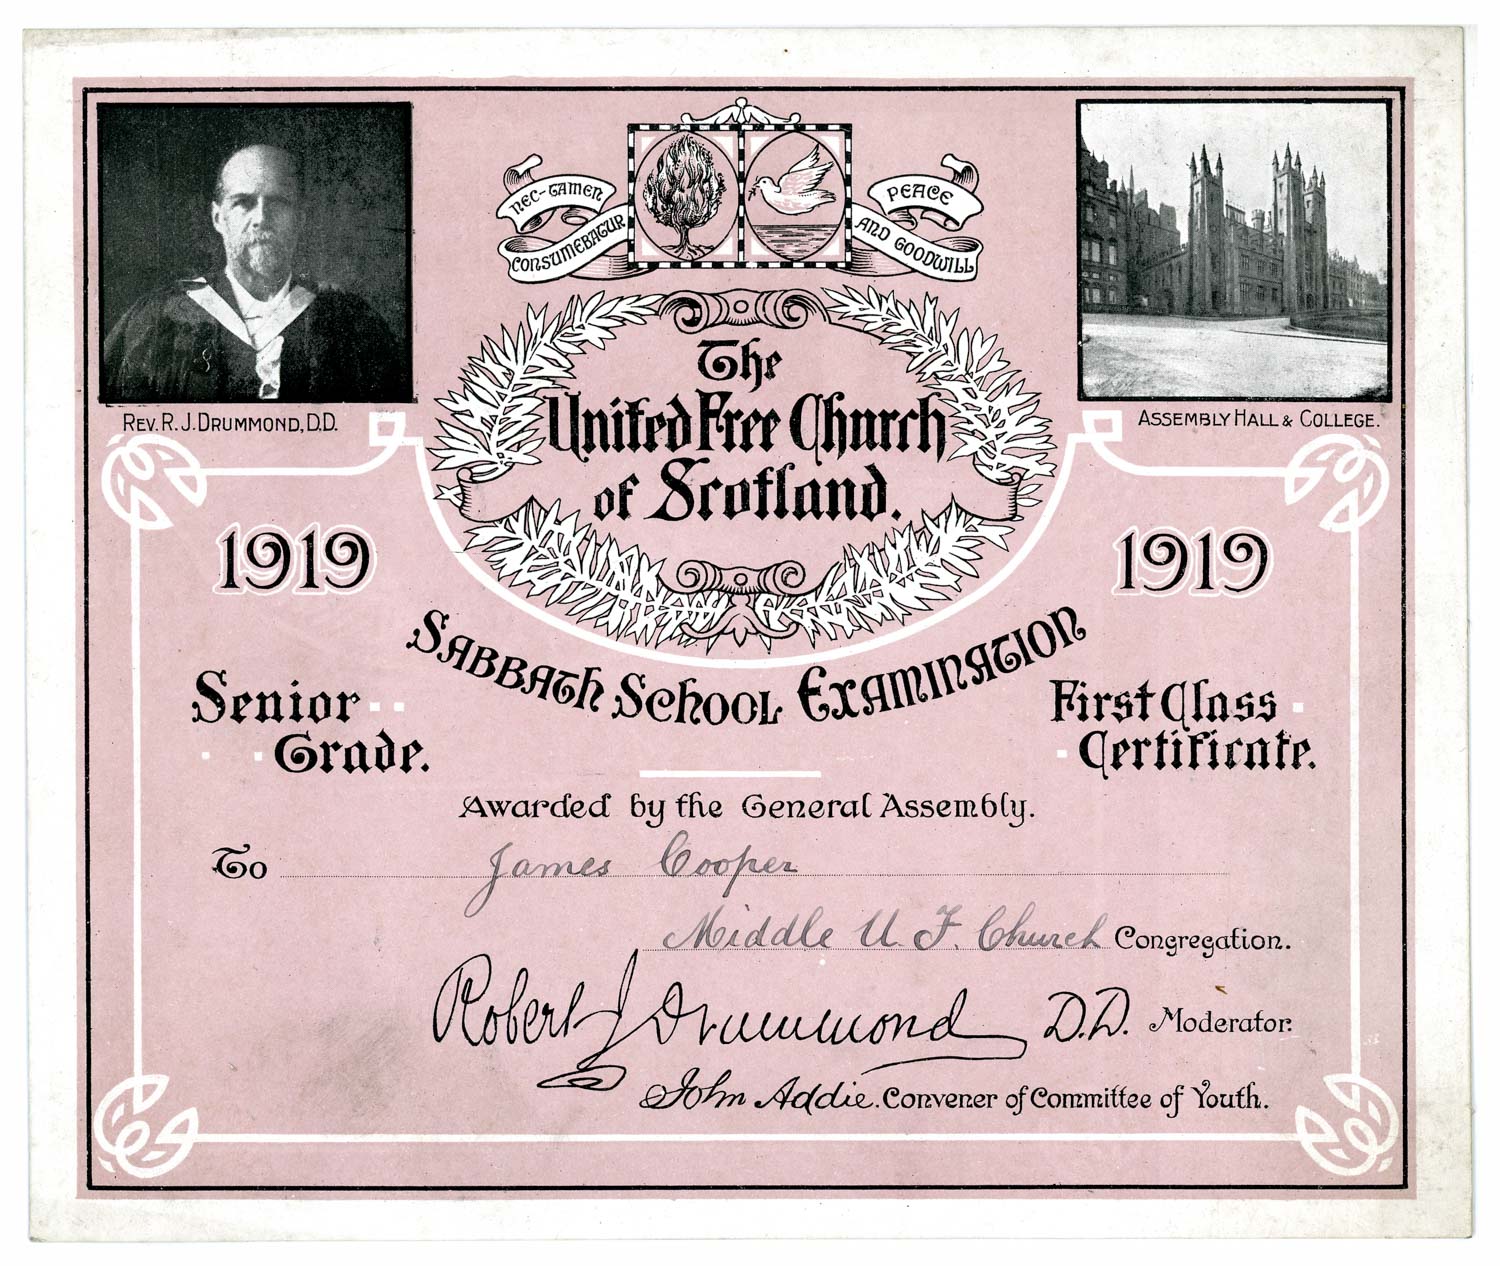 NEC-TAMEN
CONSUMEBATUR
PEACE
AND GOODWILL
REV. R. J. DRUMMOND, D.D.
ASSEMBLY HALL & COLLEGE.
The
United Free Church
of Scotland.
1919
1919
SABBATH SCHOOL EXAMINATION
Senior
Grade.
First Class
Certificate.
Awarded by the General Assembly.
To James Cooper
Middle U. F. Church Congregation.
Robert J Drummond D.D. Moderator.
John Addie. Convener of Committee of Youth.